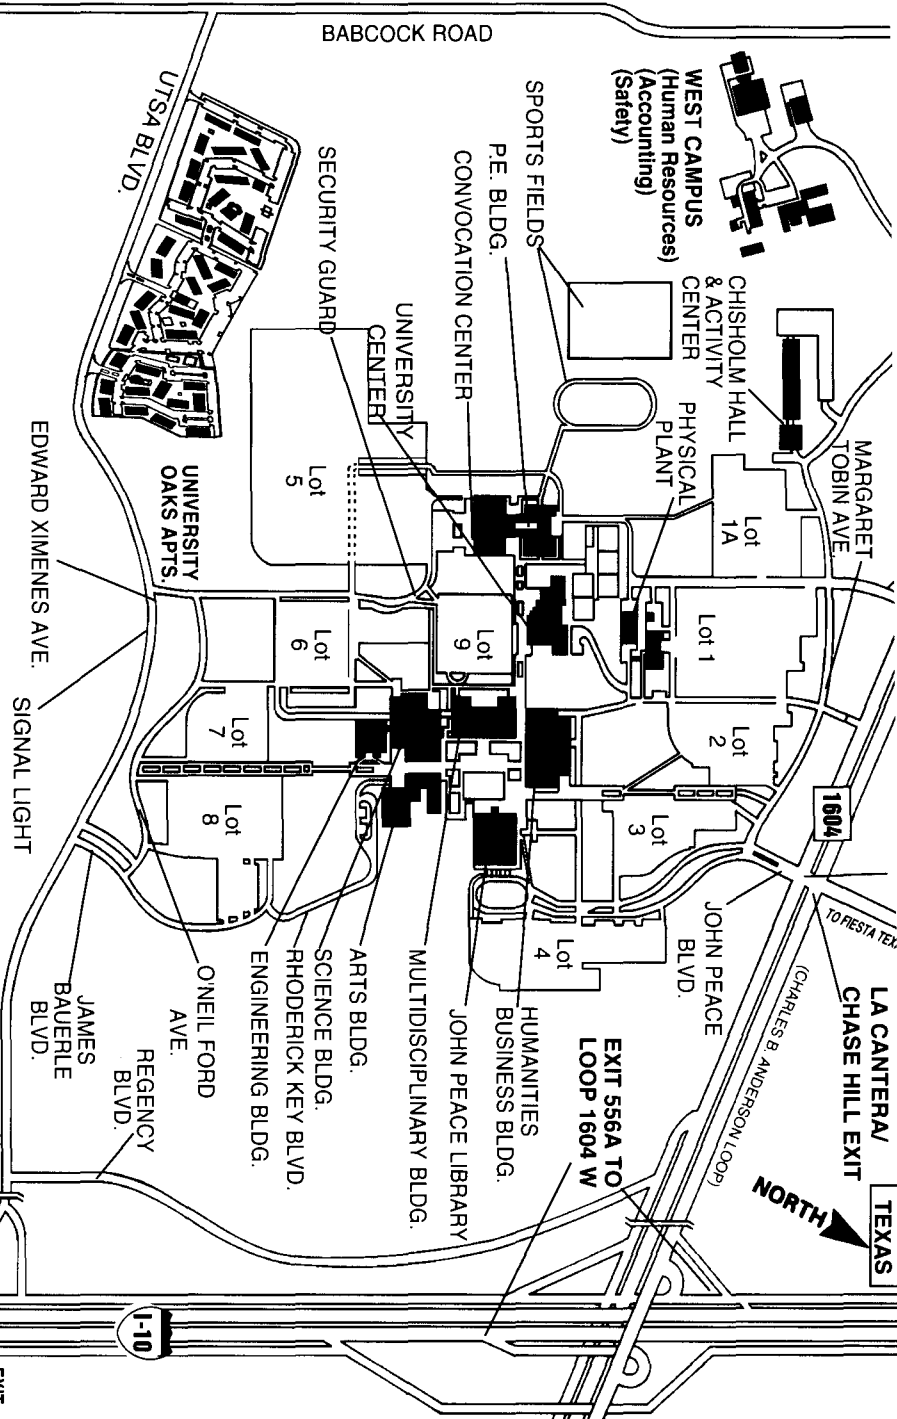 BABCOCK ROAD
UTSA BLVD.
WEST CAMPUS
(Human Resources)
(Accounting)
(Safety)
SPORTS FIELDS
P.E. BLDG.
CONVOCATION CENTER
SECURITY GUARD
UNIVERSITY
CENTER
CHISHOLM HALL
& ACTIVITY
CENTER
PHYSICAL
PLANT
MARGARET
TOBIN AVE.
Lot
1A
Lot 1
Lot
2
Lot
3
Lot
4
Lot
5
Lot
6
Lot
7
Lot
8
Lot
9
UNIVERSITY
OAKS APTS.
EDWARD XIMENES AVE.
SIGNAL LIGHT
1604
JOHN PEACE
BLVD.
TO FIESTA TEXA
(CHARLES B. ANDERSON LOOP)
LA CANTERA/
CHASE HILL EXIT
TEXAS
NORTH
EXIT 556A TO
LOOP 1604 W
HUMANITIES
BUSINESS BLDG.
JOHN PEACE LIBRARY
MULTIDISCIPLINARY BLDG.
ARTS BLDG.
SCIENCE BLDG.
RHODERICK KEY BLVD.
ENGINEERING BLDG.
O'NEIL FORD
AVE.
JAMES
BAUERLE
BLVD.
REGENCY
BLVD.
I-10
EXIT